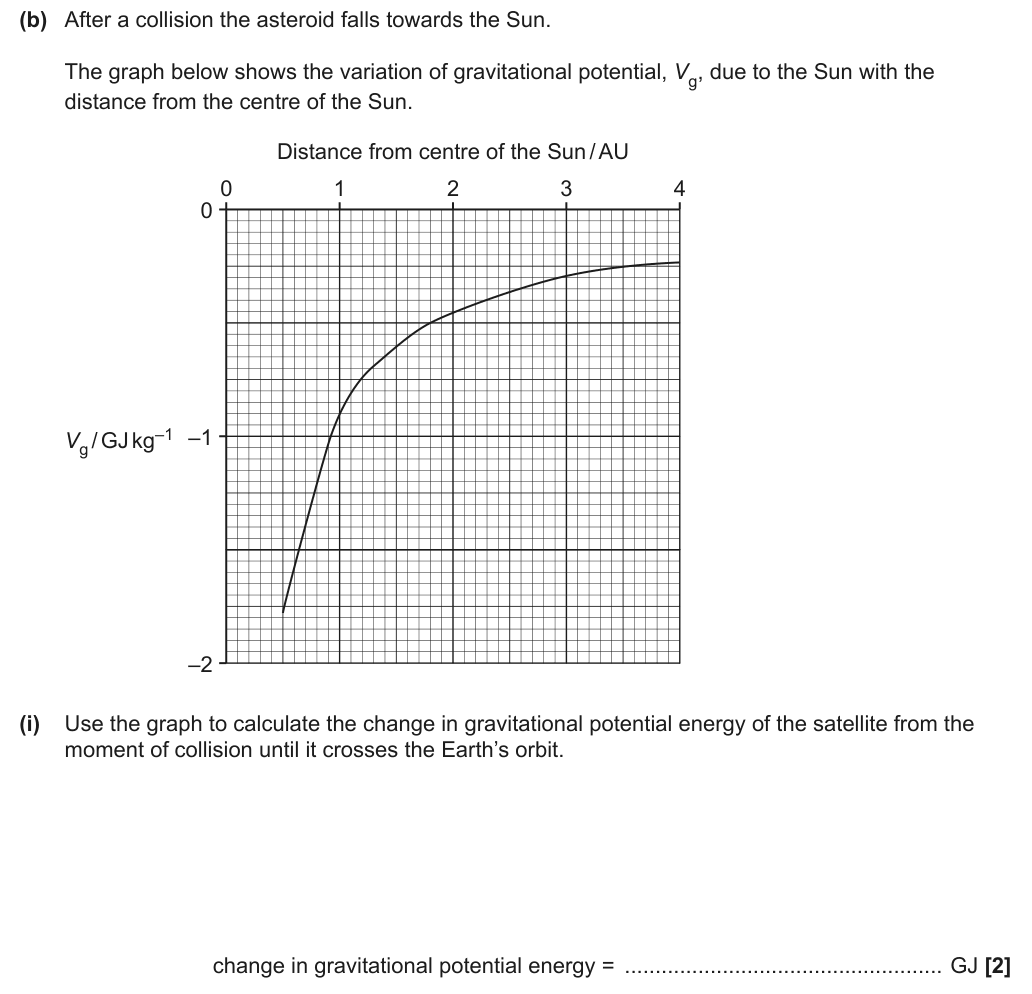 (b) After a collision the asteroid falls towards the Sun.
The graph below shows the variation of gravitational potential, Vg, due to the Sun with the
distance from the centre of the Sun.
Distance from centre of the Sun / AU
0 1 2 3 4
0
Vg / GJ kg⁻¹ –1
–2
(i) Use the graph to calculate the change in gravitational potential energy of the satellite from the
moment of collision until it crosses the Earth’s orbit.
change in gravitational potential energy = .................................................... GJ [2]